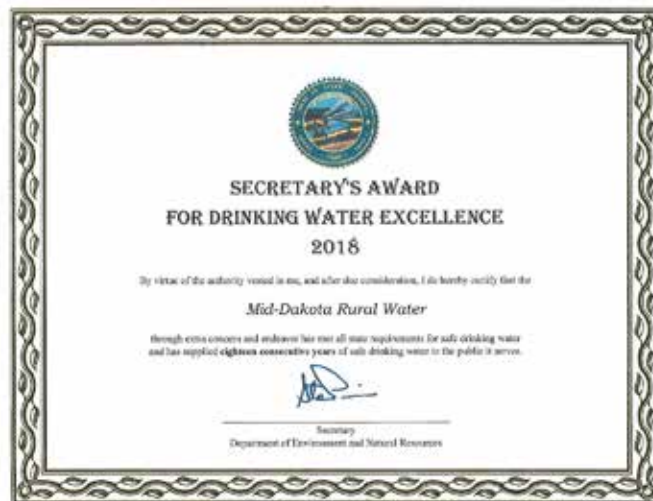 SECRETARY'S AWARD
FOR DRINKING WATER EXCELLENCE
2018
By virtue of the authority vested in me, and after due consideration, I do hereby certify that the
Mid-Dakota Rural Water
through extra concern and endeavor has met all state requirements for safe drinking water
and has supplied eighteen consecutive years of safe drinking water to the public it serves.
Secretary
Department of Environment and Natural Resources